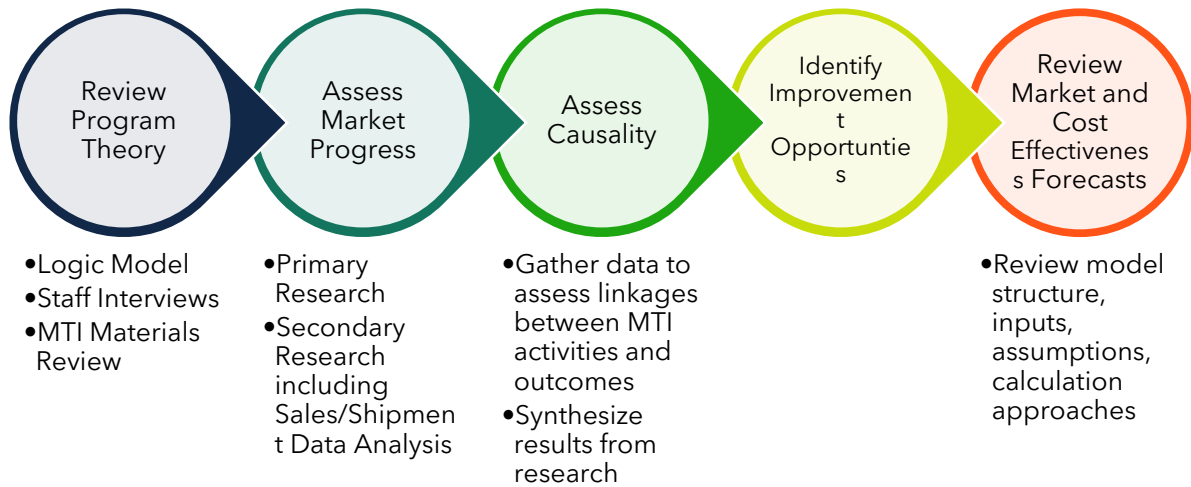 Review
Program
Theory
Assess
Market
Progress
Assess
Causality
Identify
Improvemen
t
Opportuntie
s
Review
Market and
Cost
Effectivenes
s Forecasts
•Logic Model
•Staff Interviews
•MTI Materials
Review
•Primary
Research
•Secondary
Research
including
Sales/Shipmen
t Data Analysis
•Gather data to
assess linkages
between MTI
activities and
outcomes
•Synthesize
results from
research
•Review model
structure,
inputs,
assumptions,
calculation
approaches